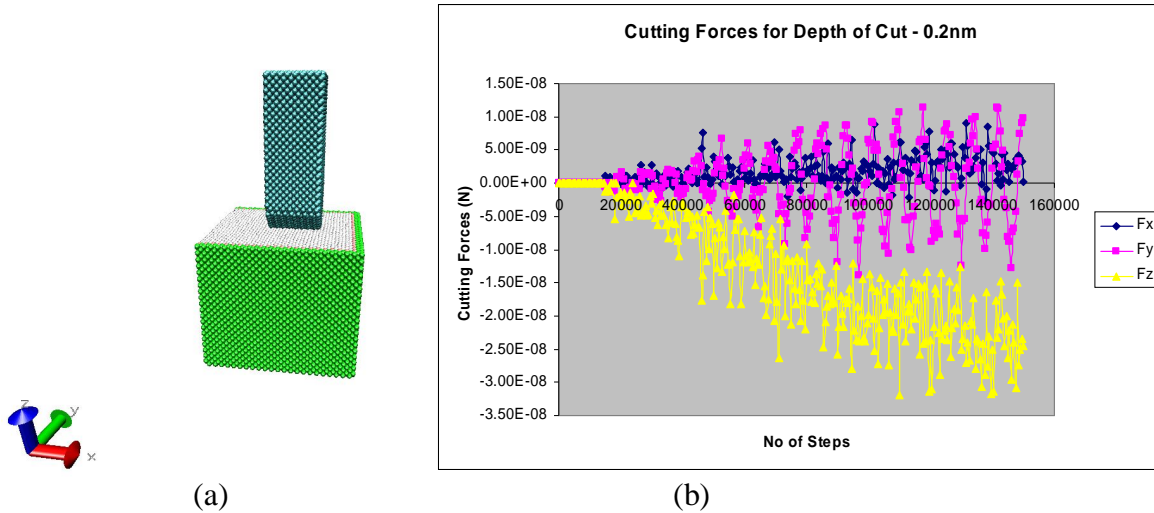 Cutting Forces for Depth of Cut - 0.2nm
1.50E-08
1.00E-08
5.00E-09
0.00E+00
-5.00E-09
-1.00E-08
-1.50E-08
-2.00E-08
-2.50E-08
-3.00E-08
-3.50E-08
Cutting Forces (N)
0 20000 40000 60000 80000 100000 120000 140000 160000
No of Steps
Fx
Fy
Fz
z
y
x
(a) (b)